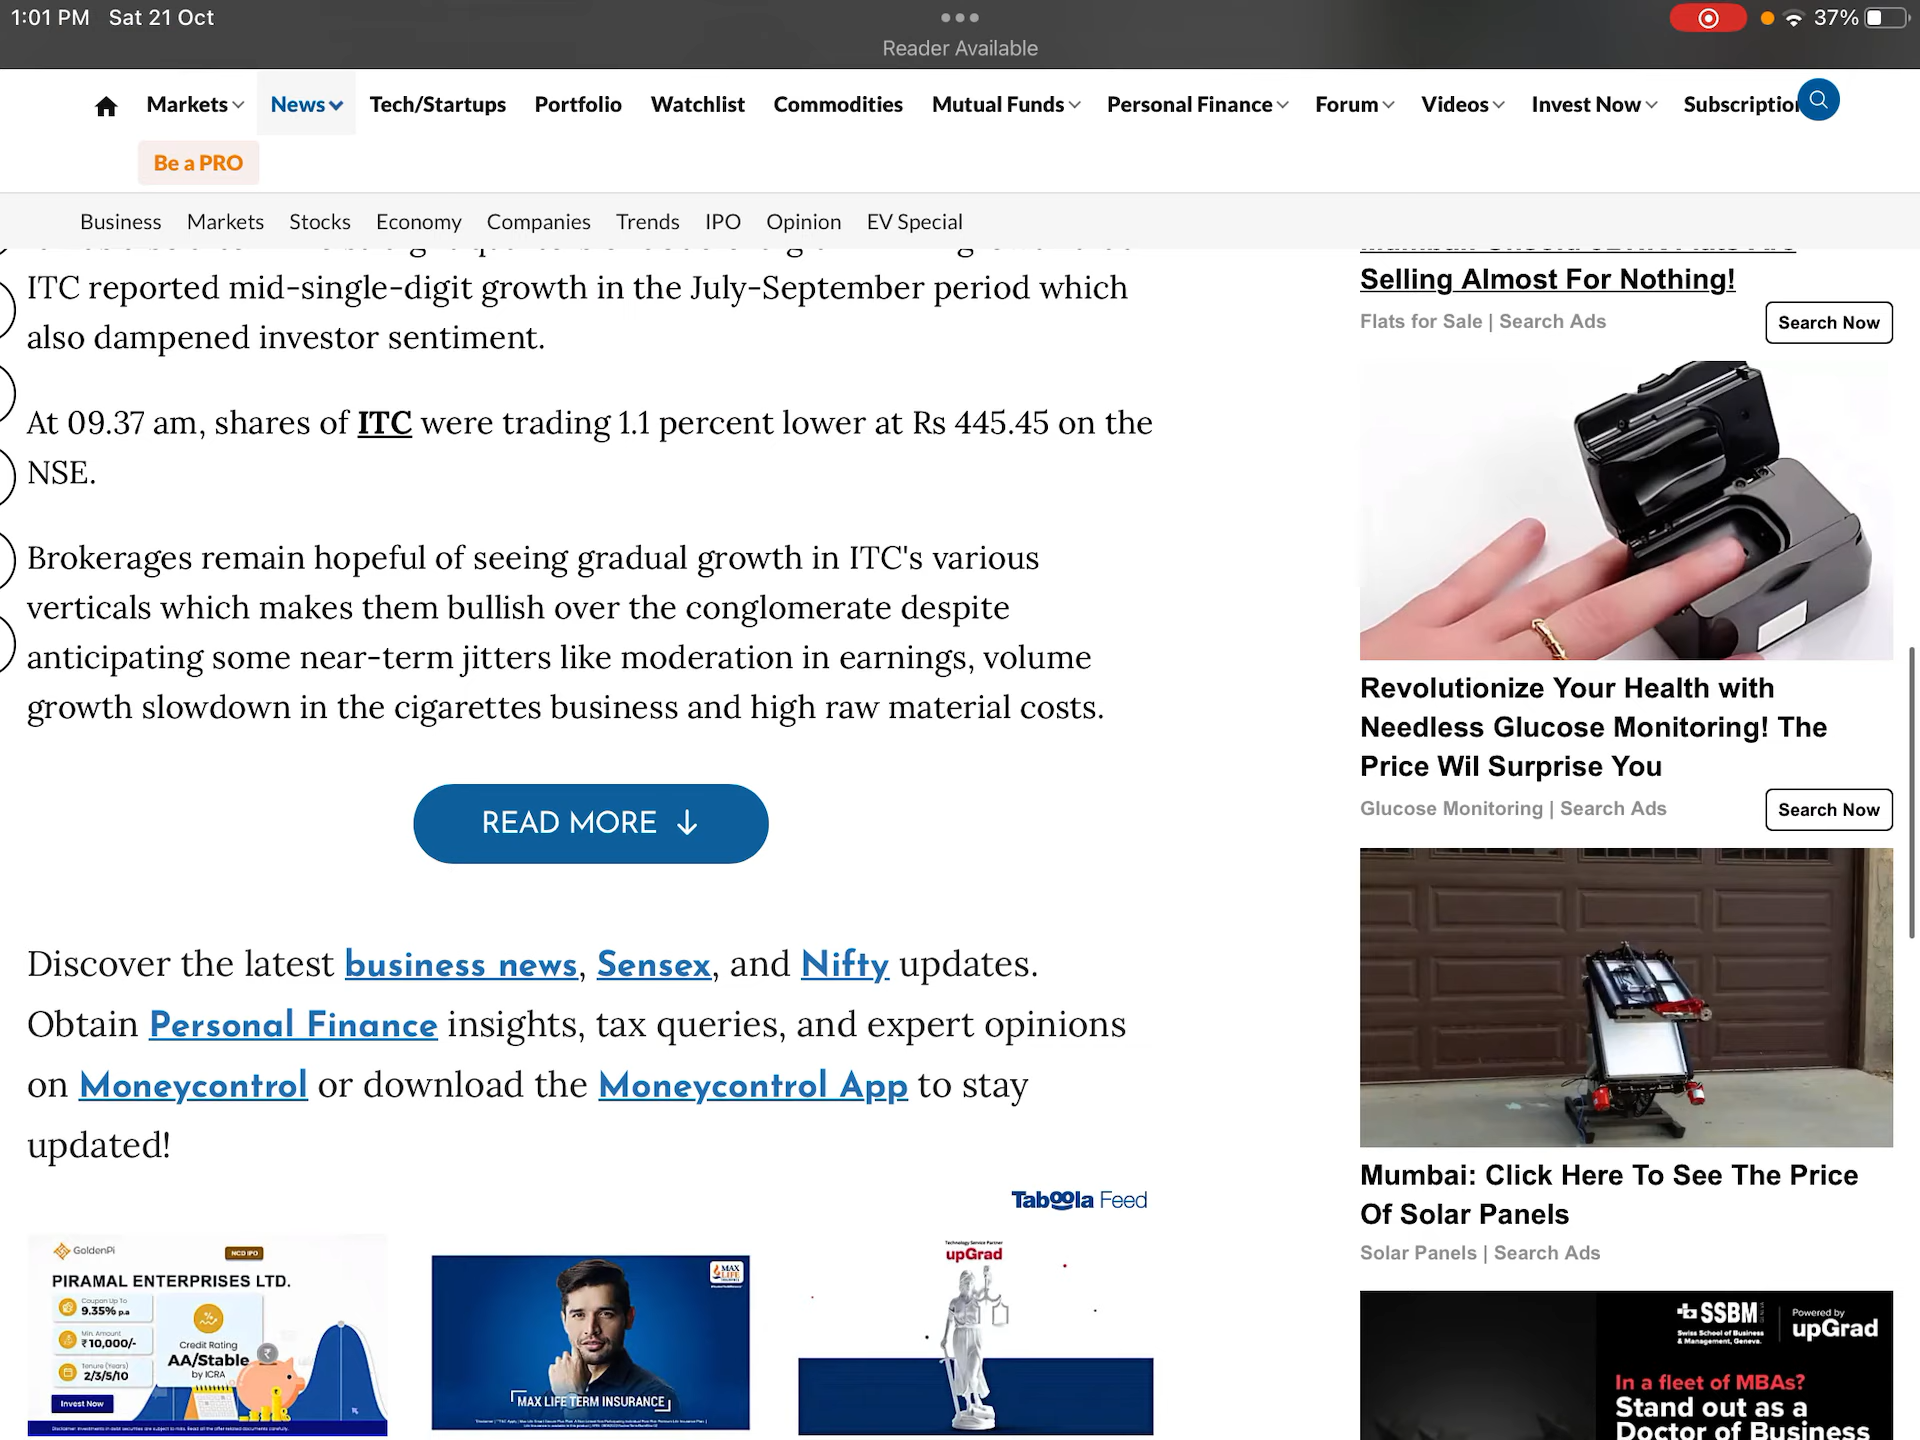 1:01 PM Sat 21 Oct
37%
Reader Available
Markets News Tech/Startups Portfolio Watchlist Commodities Mutual Funds Personal Finance Forum Videos Invest Now Subscription
Be a PRO
Business Markets Stocks Economy Companies Trends IPO Opinion EV Special
ITC reported mid-single-digit growth in the July-September period which
also dampened investor sentiment.
At 09.37 am, shares of ITC were trading 1.1 percent lower at Rs 445.45 on the
NSE.
Brokerages remain hopeful of seeing gradual growth in ITC's various
verticals which makes them bullish over the conglomerate despite
anticipating some near-term jitters like moderation in earnings, volume
growth slowdown in the cigarettes business and high raw material costs.
READ MORE ↓
Discover the latest business news, Sensex, and Nifty updates.
Obtain Personal Finance insights, tax queries, and expert opinions
on Moneycontrol or download the Moneycontrol App to stay
updated!
Taboola Feed
GoldenPi
NCD IPO
PIRAMAL ENTERPRISES LTD.
Coupon Up To
9.35% p.a
Min. Amount
₹10,000/-
Tenure (Years)
2/3/5/10
Credit Rating
AA/Stable
by ICRA
Invest Now
MAX
LIFE
MAX LIFE TERM INSURANCE
Technology Service Partner
upGrad
Selling Almost For Nothing!
Flats for Sale | Search Ads
Search Now
Revolutionize Your Health with
Needless Glucose Monitoring! The
Price Wil Surprise You
Glucose Monitoring | Search Ads
Search Now
Mumbai: Click Here To See The Price
Of Solar Panels
Solar Panels | Search Ads
SSBM
Swiss School of Business
& Management, Geneva.
Powered by
upGrad
In a fleet of MBAs?
Stand out as a
Doctor of Business